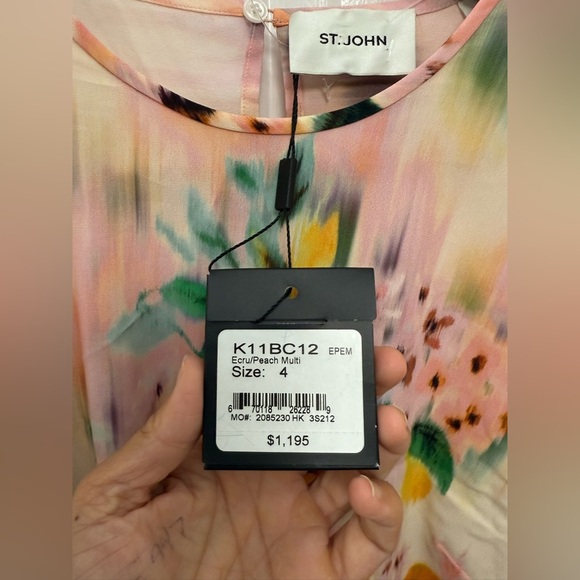 ST. JOHN
K11BC12 EPEM
Ecru/Peach Multi
Size: 4
6 70118 26228 9
MO#: 2085230 HK 3S212
$1,195